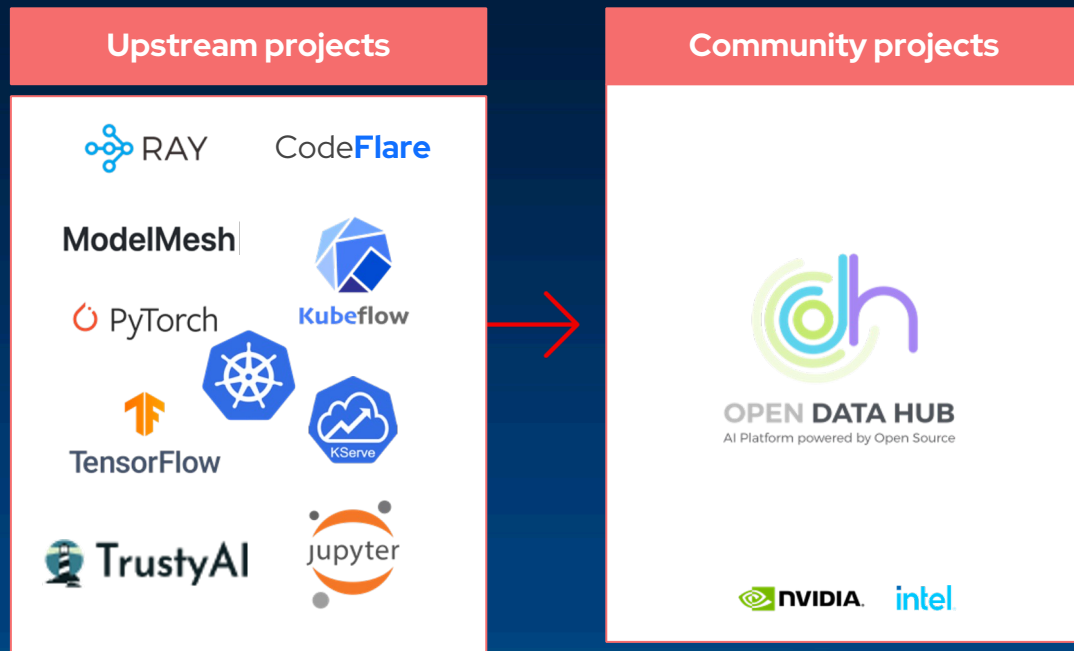 Upstream projects
RAY
CodeFlare
ModelMesh
Kubeflow
PyTorch
KServe
TensorFlow
TrustyAI
jupyter
Community projects
odh
OPEN DATA HUB
AI Platform powered by Open Source
NVIDIA.
intel.